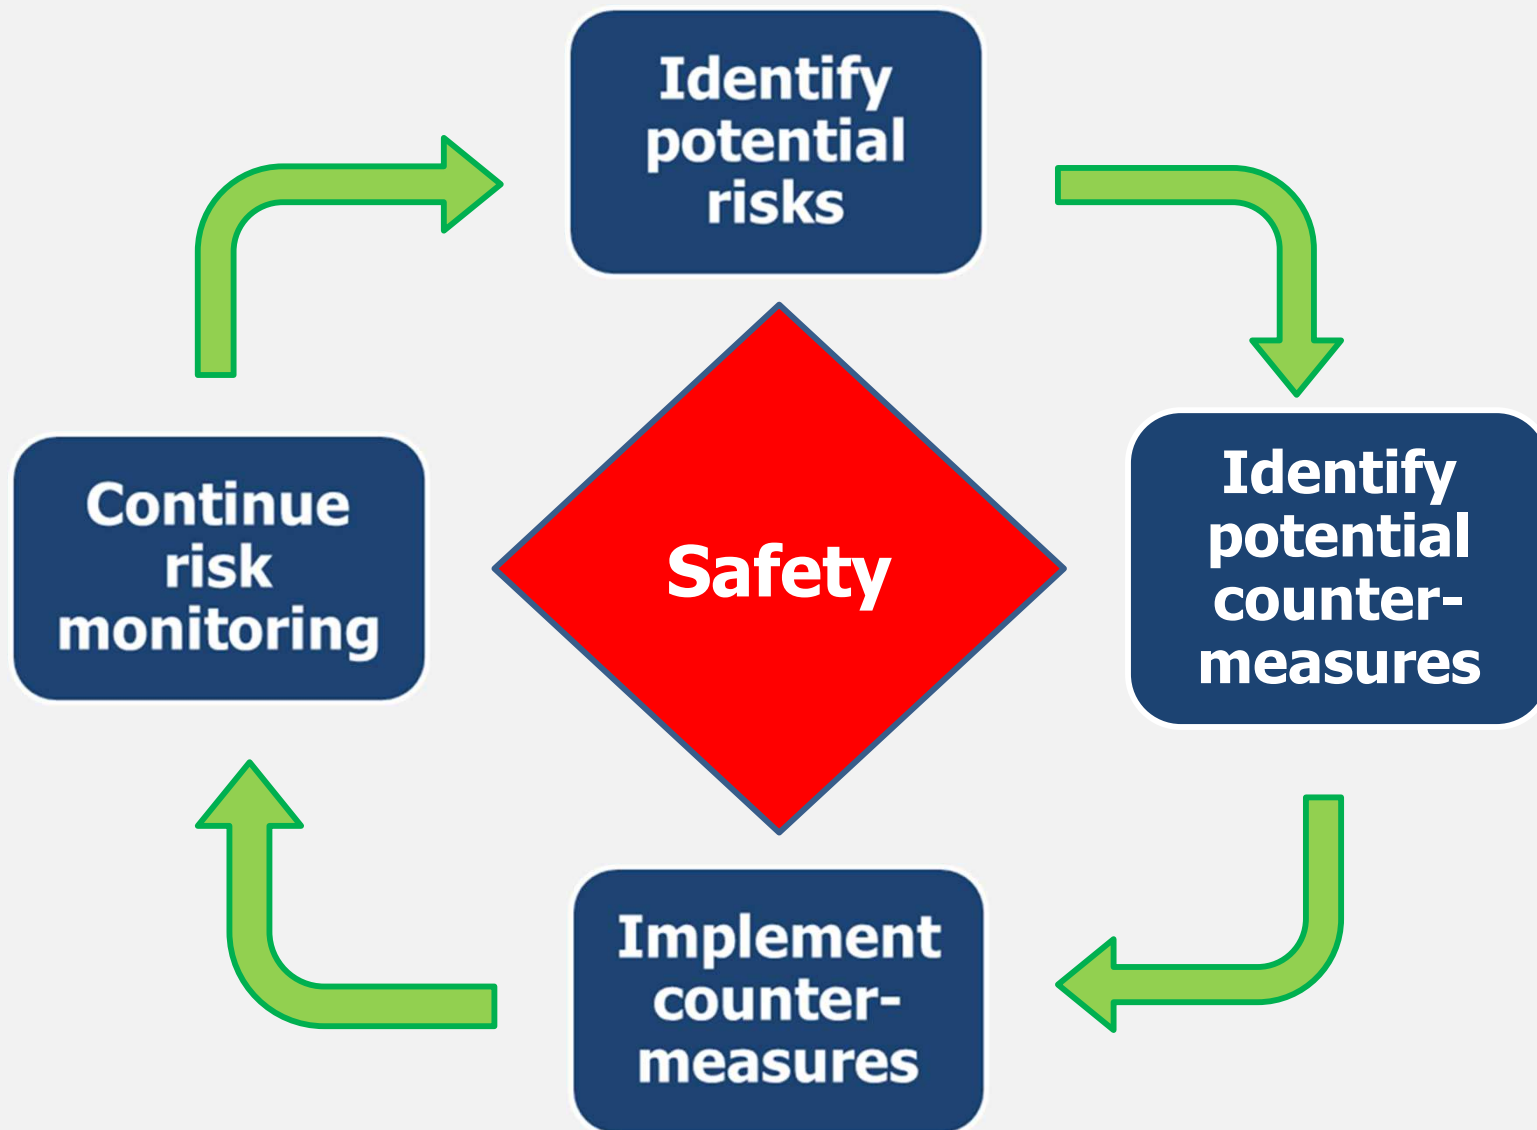 Identify
potential
risks
Identify
potential
counter-
measures
Implement
counter-
measures
Continue
risk
monitoring
Safety